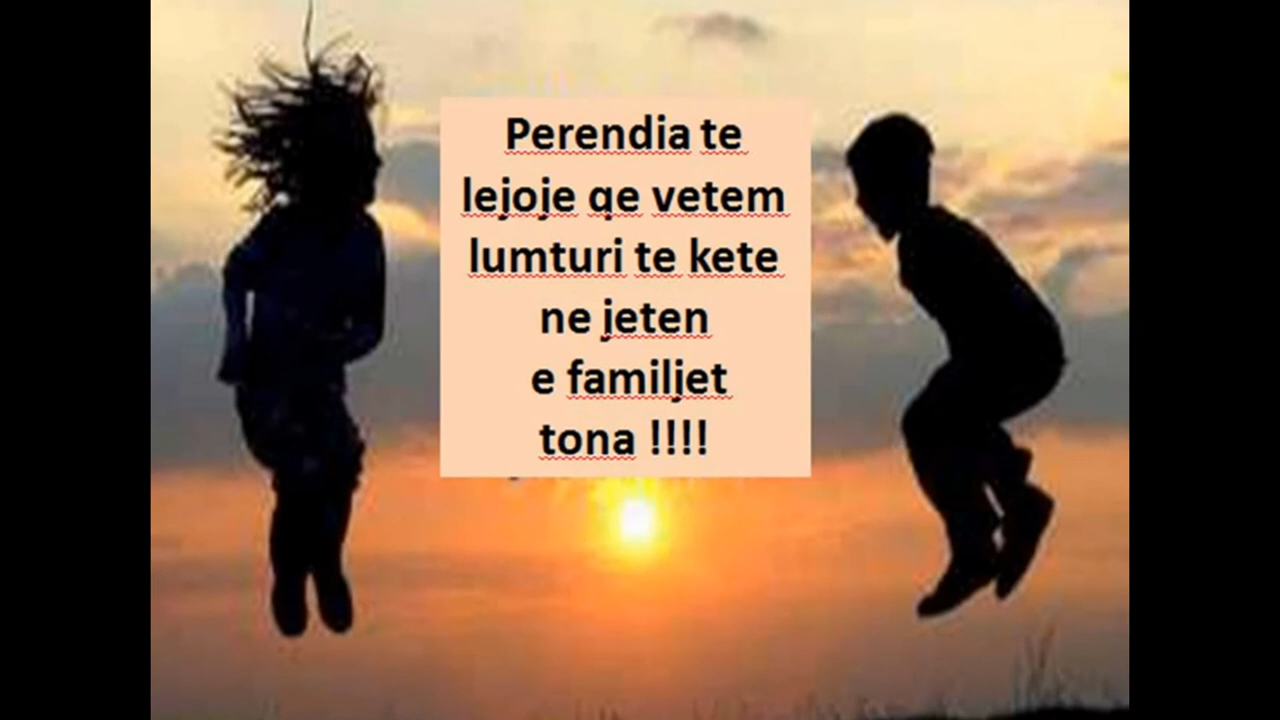 Perendia te
lejoje qe vetem
lumturi te kete
ne jeten
e familjet
tona !!!!